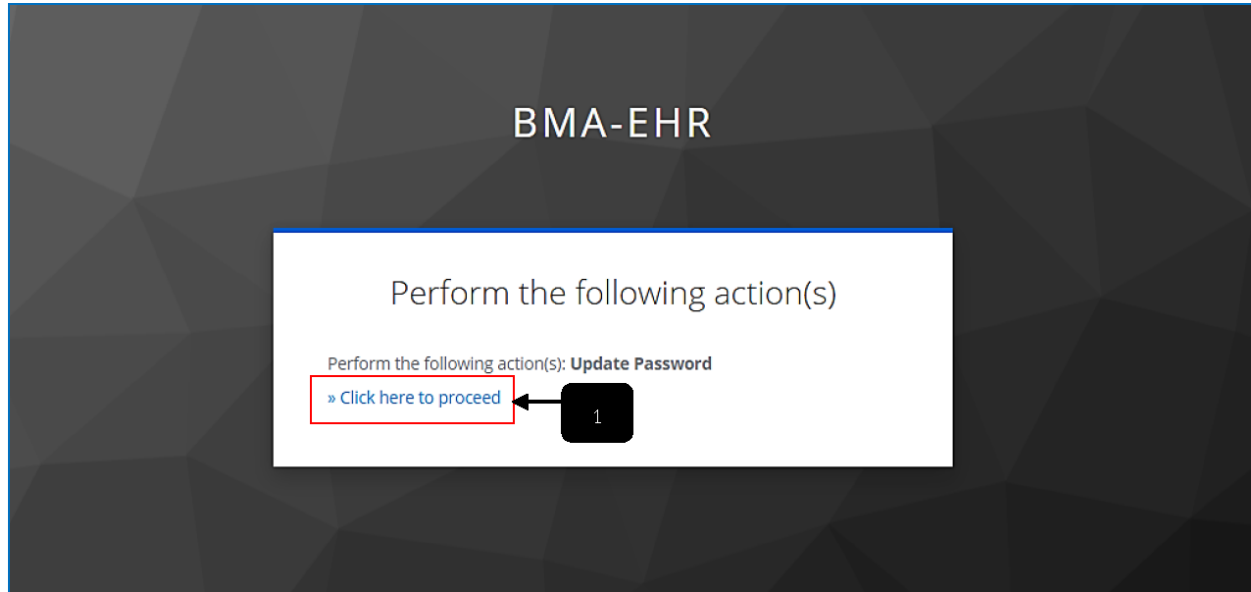 BMA-EHR
Perform the following action(s)
Perform the following action(s): Update Password
» Click here to proceed
1